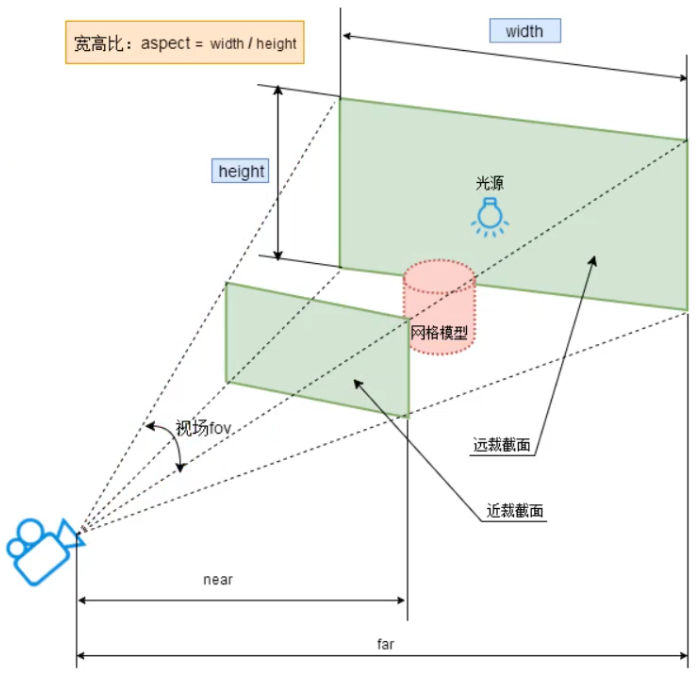 宽高比：aspect = width / height
width
height
光源
网格模型
视场fov
远裁截面
近裁截面
near
far